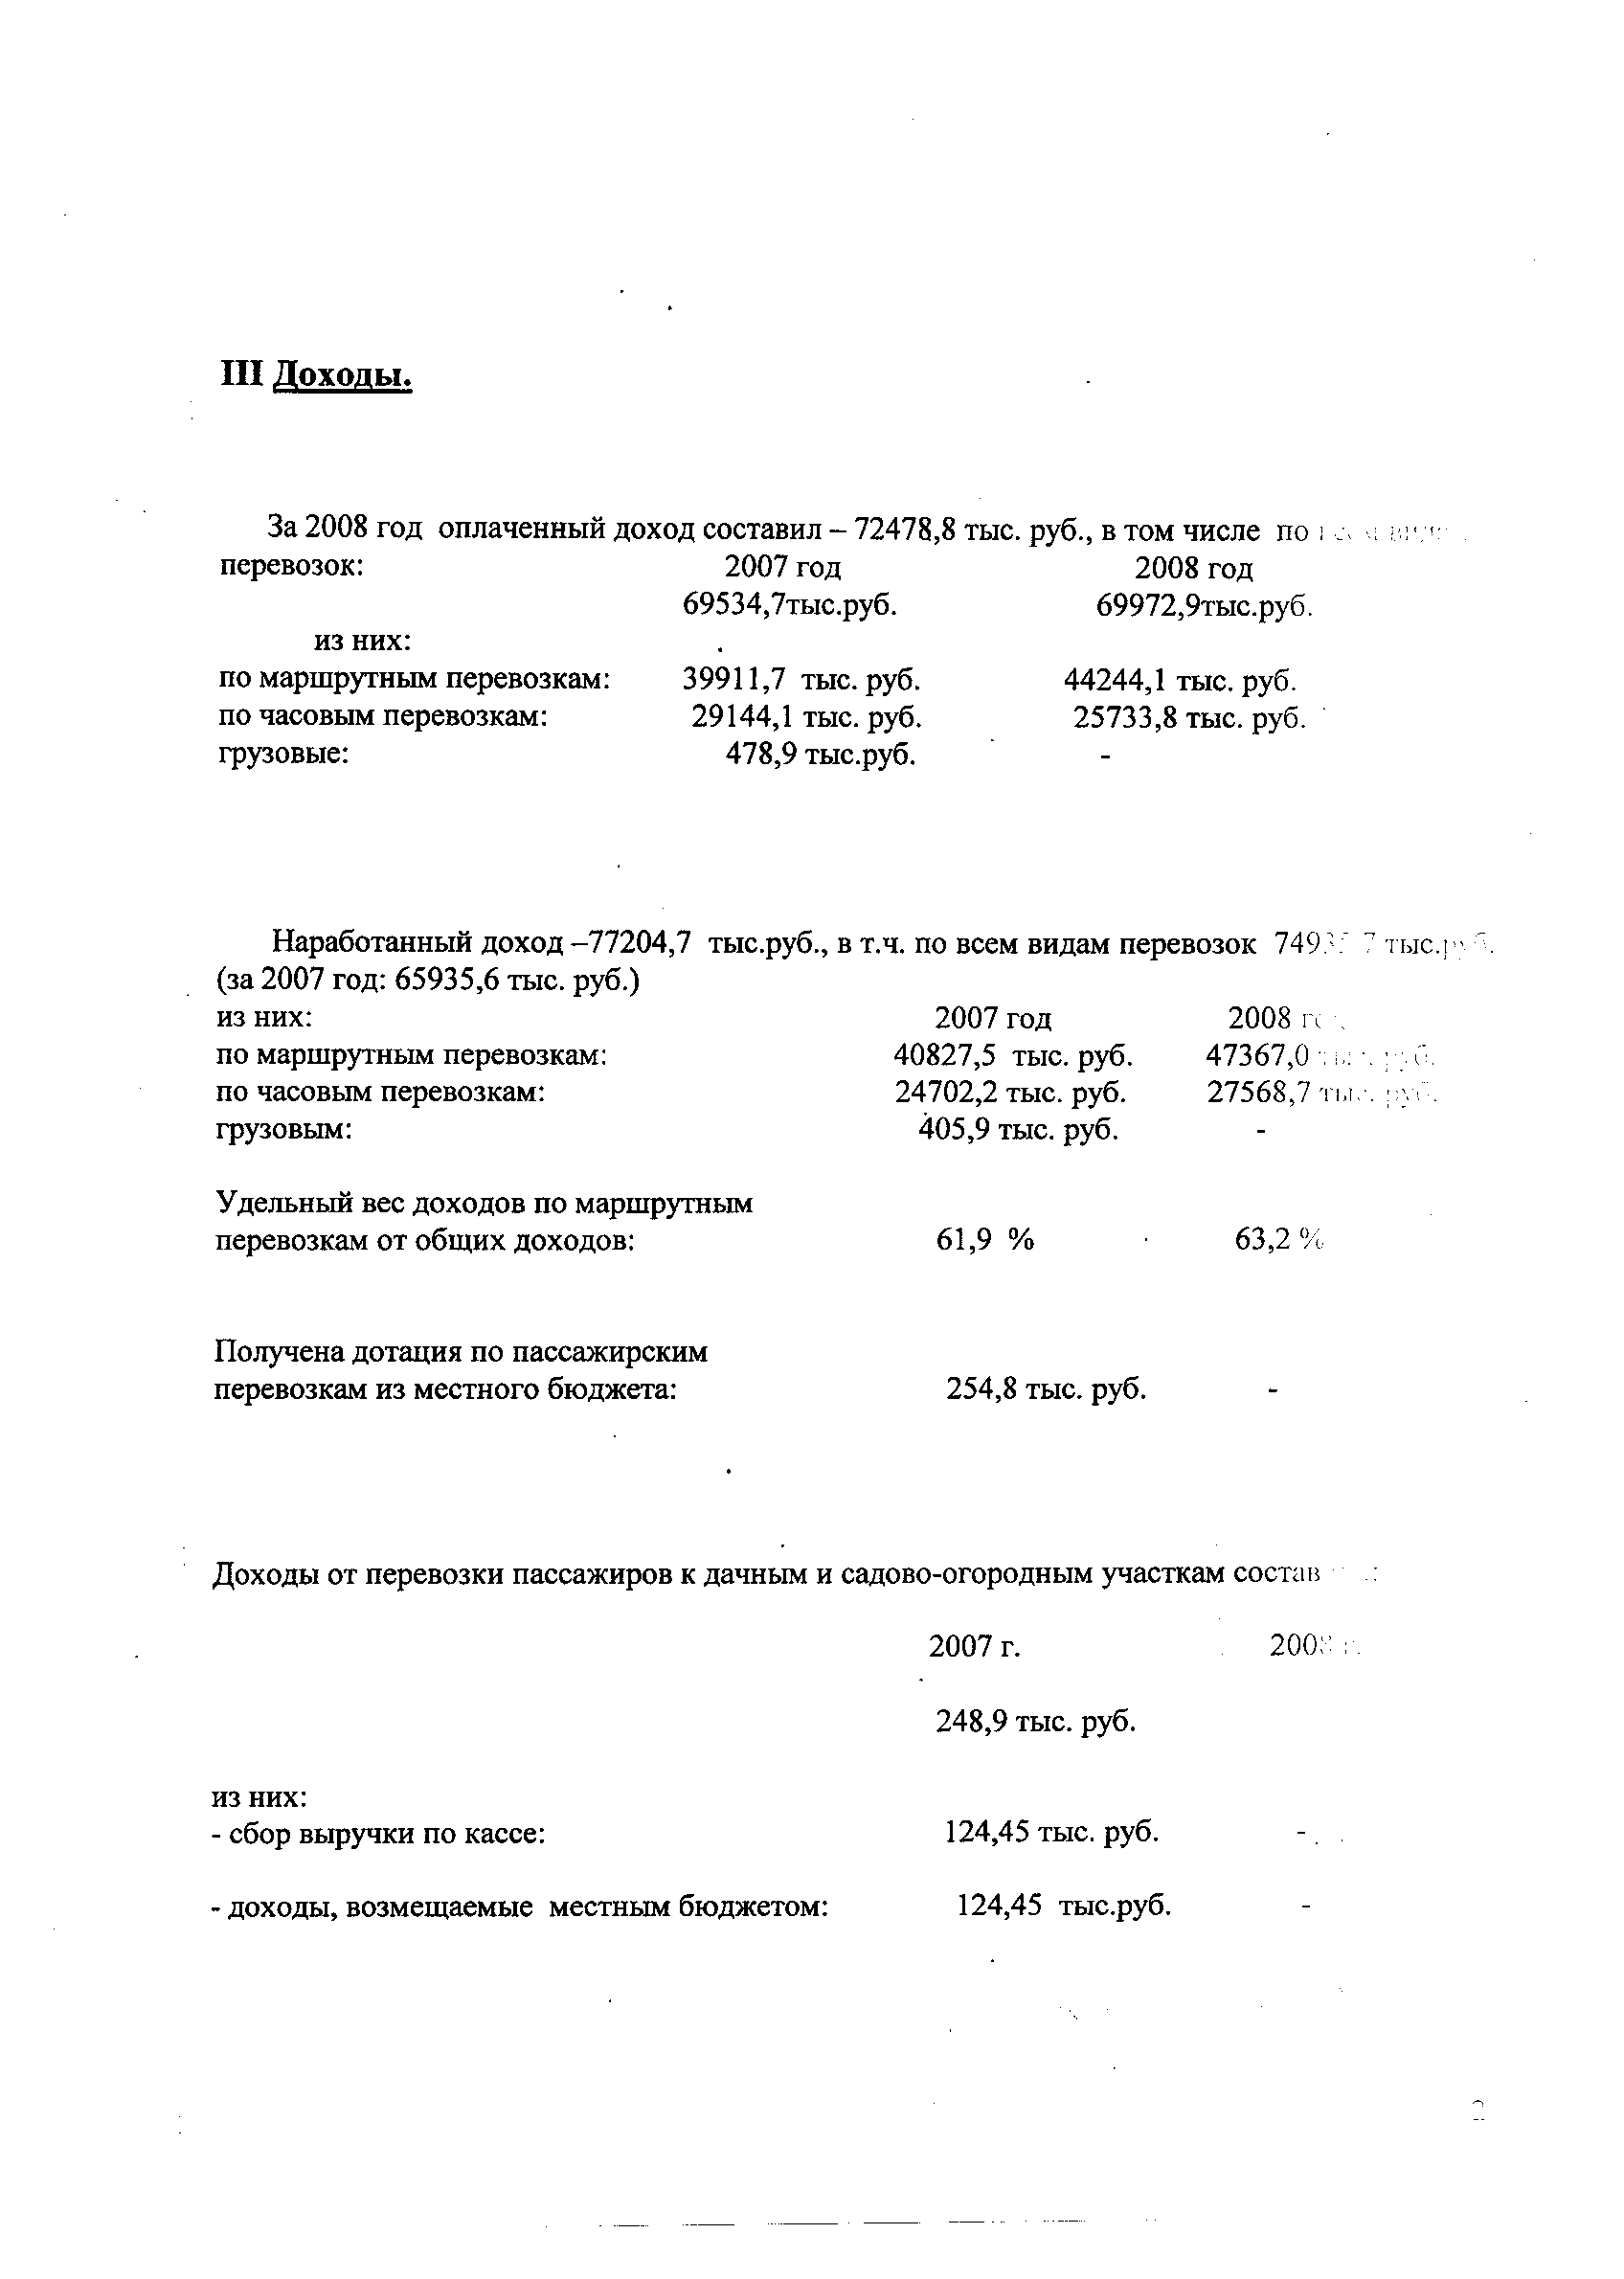 III Доходы.
За 2008 год оплаченный доход составил – 72478,8 тыс. руб., в том числе по
перевозок: 2007 год 2008 год
69534,7тыс.руб. 69972,9тыс.руб.
из них:
по маршрутным перевозкам: 39911,7 тыс. руб. 44244,1 тыс. руб.
по часовым перевозкам: 29144,1 тыс. руб. 25733,8 тыс. руб.
грузовые: 478,9 тыс.руб. -
Наработанный доход –77204,7 тыс.руб., в т.ч. по всем видам перевозок тыс.руб.
(за 2007 год: 65935,6 тыс. руб.)
из них: 2007 год 2008
по маршрутным перевозкам: 40827,5 тыс. руб. 47367,0 тыс. руб.
по часовым перевозкам: 24702,2 тыс. руб. 27568,7 тыс. руб.
грузовым: 405,9 тыс. руб. -
Удельный вес доходов по маршрутным
перевозкам от общих доходов: 61,9 % 63,2 %
Получена дотация по пассажирским
перевозкам из местного бюджета: 254,8 тыс. руб. -
Доходы от перевозки пассажиров к дачным и садово-огородным участкам
2007 г. 2008 г.
248,9 тыс. руб.
из них:
- сбор выручки по кассе: 124,45 тыс. руб. -
- доходы, возмещаемые местным бюджетом: 124,45 тыс.руб. -